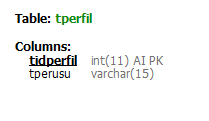 Table: tperfil
Columns:
tidperfil int(11) AI PK
tperusu varchar(15)